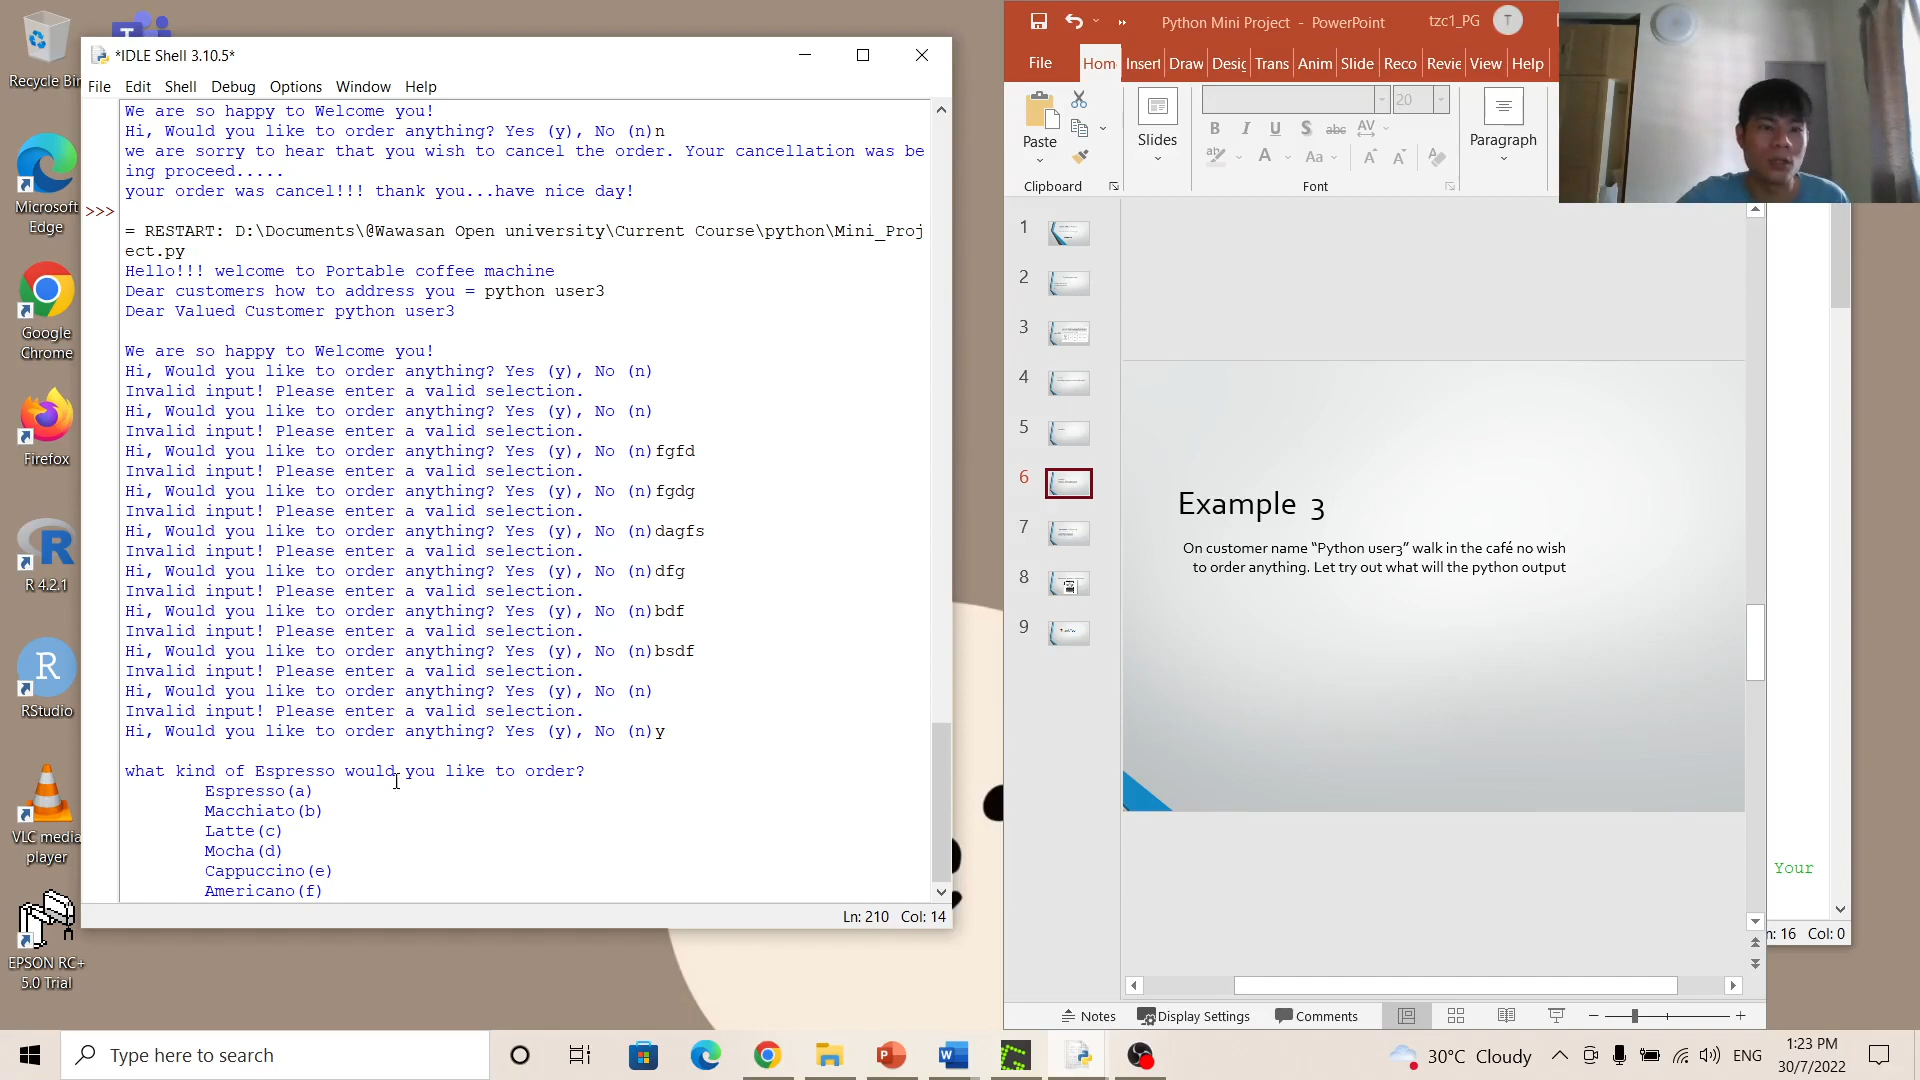 Recycle Bin
Microsoft
Edge
Google
Chrome
Firefox
R 4.2.1
RStudio
VLC media
player
EPSON RC+
5.0 Trial
*IDLE Shell 3.10.5*
File Edit Shell Debug Options Window Help
We are so happy to Welcome you!
Hi, Would you like to order anything? Yes (y), No (n)n
we are sorry to hear that you wish to cancel the order. Your cancellation was be
ing proceed.....
your order was cancel!!! thank you...have nice day!
>>>
= RESTART: D:\Documents\@Wawasan Open university\Current Course\python\Mini_Proj
ect.py
Hello!!! welcome to Portable coffee machine
Dear customers how to address you = python user3
Dear Valued Customer python user3
We are so happy to Welcome you!
Hi, Would you like to order anything? Yes (y), No (n)
Invalid input! Please enter a valid selection.
Hi, Would you like to order anything? Yes (y), No (n)
Invalid input! Please enter a valid selection.
Hi, Would you like to order anything? Yes (y), No (n)fgfd
Invalid input! Please enter a valid selection.
Hi, Would you like to order anything? Yes (y), No (n)fgdg
Invalid input! Please enter a valid selection.
Hi, Would you like to order anything? Yes (y), No (n)dagfs
Invalid input! Please enter a valid selection.
Hi, Would you like to order anything? Yes (y), No (n)dfg
Invalid input! Please enter a valid selection.
Hi, Would you like to order anything? Yes (y), No (n)bdf
Invalid input! Please enter a valid selection.
Hi, Would you like to order anything? Yes (y), No (n)bsdf
Invalid input! Please enter a valid selection.
Hi, Would you like to order anything? Yes (y), No (n)
Invalid input! Please enter a valid selection.
Hi, Would you like to order anything? Yes (y), No (n)y
what kind of Espresso would you like to order?
Espresso(a)
Macchiato(b)
Latte(c)
Mocha(d)
Cappuccino(e)
Americano(f)
Ln: 210 Col: 14
Python Mini Project - PowerPoint
tzc1_PG
T
File Hom Insert Draw Desig Trans Anim Slide Reco Revie View Help
Paste
Clipboard
Slides
20
B I U S abc AV
A Aa A A
Font
Paragraph
1
2
3
4
5
6
7
8
9
Example 3
On customer name “Python user3” walk in the café no wish
to order anything. Let try out what will the python output
Your
n: 16 Col: 0
Notes Display Settings Comments
Type here to search
30°C Cloudy
ENG
1:23 PM
30/7/2022